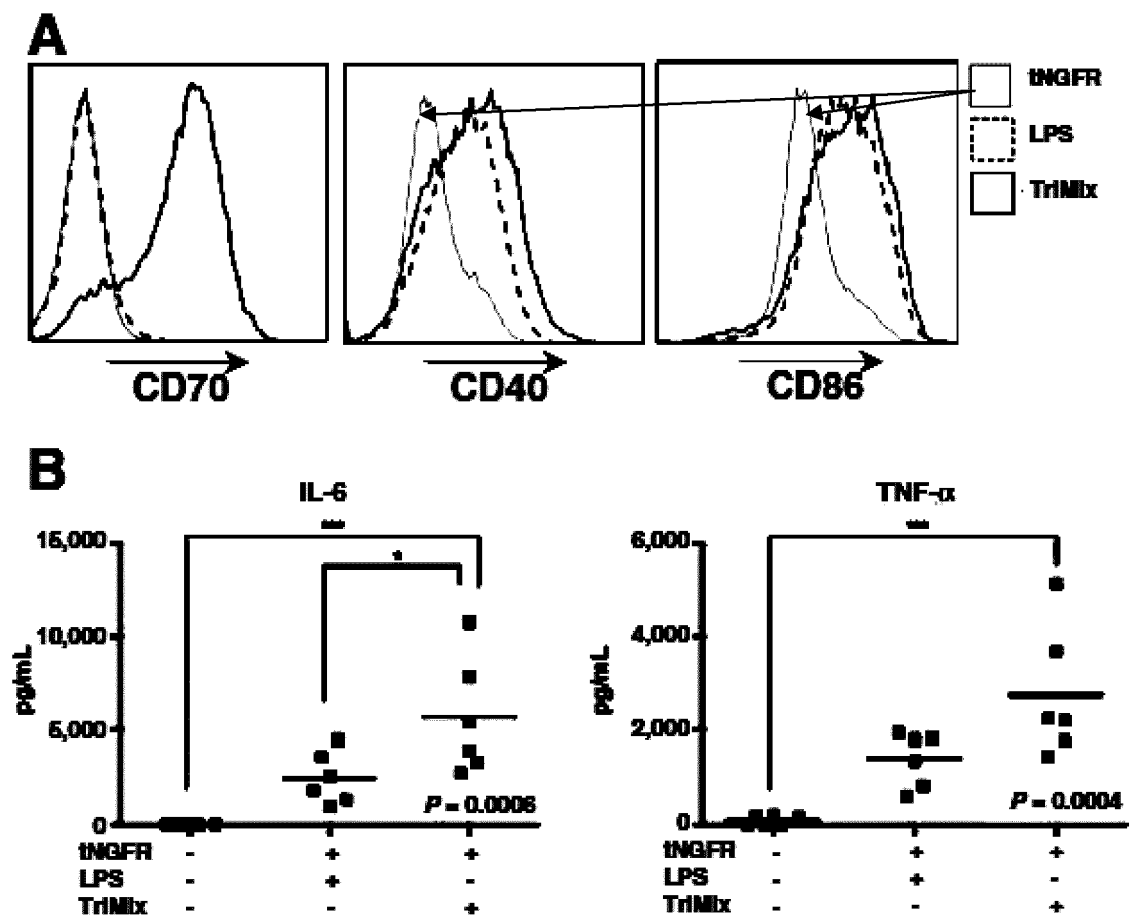 A
tNGFR
LPS
TriMix
CD70
CD40
CD86
B
IL-6
***
*
15,000
10,000
5,000
0
pg/mL
P = 0.0006
tNGFR - + +
LPS - + -
TriMix - - +
TNF-α
***
6,000
4,000
2,000
0
pg/mL
P = 0.0004
tNGFR - + +
LPS - + -
TriMix - - +